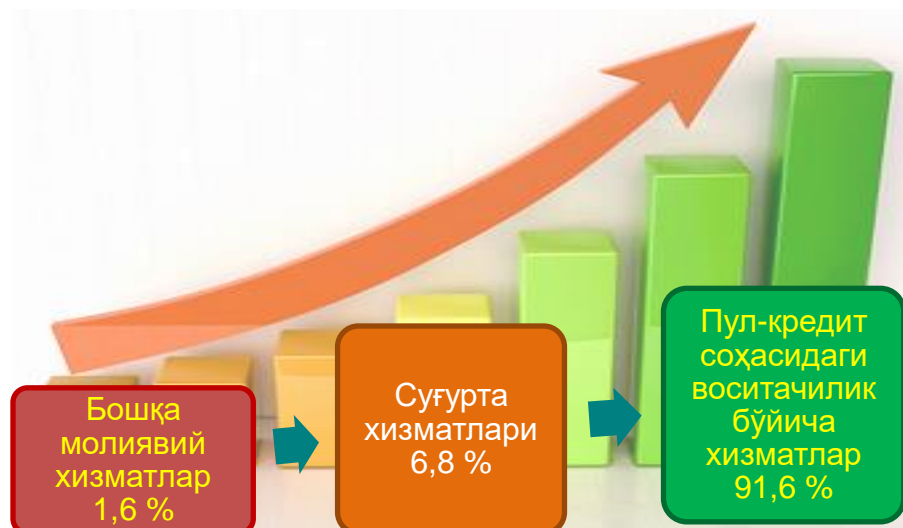 Бошқа
молиявий
хизматлар
1,6 %
Суғурта
хизматлари
6,8 %
Пул-кредит
соҳасидаги
воситачилик
бўйича
хизматлар
91,6 %